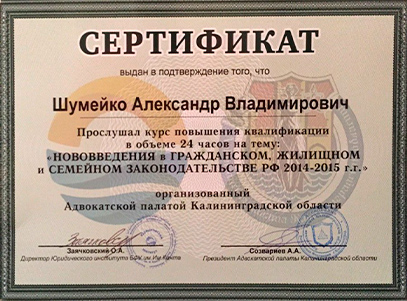 СЕРТИФИКАТ
выдан в подтверждение того, что
Шумейко Александр Владимирович
Прослушал курс повышения квалификации
в объеме 24 часов на тему:
«НОВОВВЕДЕНИЯ в ГРАЖДАНСКОМ, ЖИЛИЩНОМ
и СЕМЕЙНОМ ЗАКОНОДАТЕЛЬСТВЕ РФ 2014-2015 г.г.»
организованный
Адвокатской палатой Калининградской области
Заячковский О.А.
Директор Юридического института БФУ им.Им.Канта
Созвариев А.А.
Президент Адвокатской палаты Калининградской области